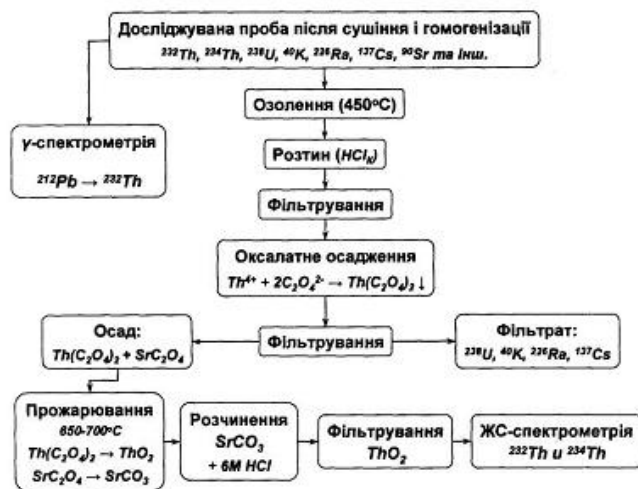 Досліджувана проба після сушіння і гомогенізації
²³²Th, ²³⁴Th, ²³⁸U, ⁴⁰K, ²²⁶Ra, ¹³⁷Cs, ⁹⁰Sr та інш.
Озолення (450°C)
γ-спектрометрія
²¹²Pb → ²³²Th
Розтин (HCl_K)
Фільтрування
Оксалатне осадження
Th⁴⁺ + 2C₂O₄²⁻ → Th(C₂O₄)₂ ↓
Осад:
Th(C₂O₄)₂ + SrC₂O₄
Фільтрування
Фільтрат:
²³⁸U, ⁴⁰K, ²²⁶Ra, ¹³⁷Cs
Прожарювання
650-700°C
Th(C₂O₄)₂ → ThO₂
SrC₂O₄ → SrCO₃
Розчинення
SrCO₃
+ 6M HCl
Фільтрування
ThO₂
ЖС-спектрометрія
²³²Th и ²³⁴Th